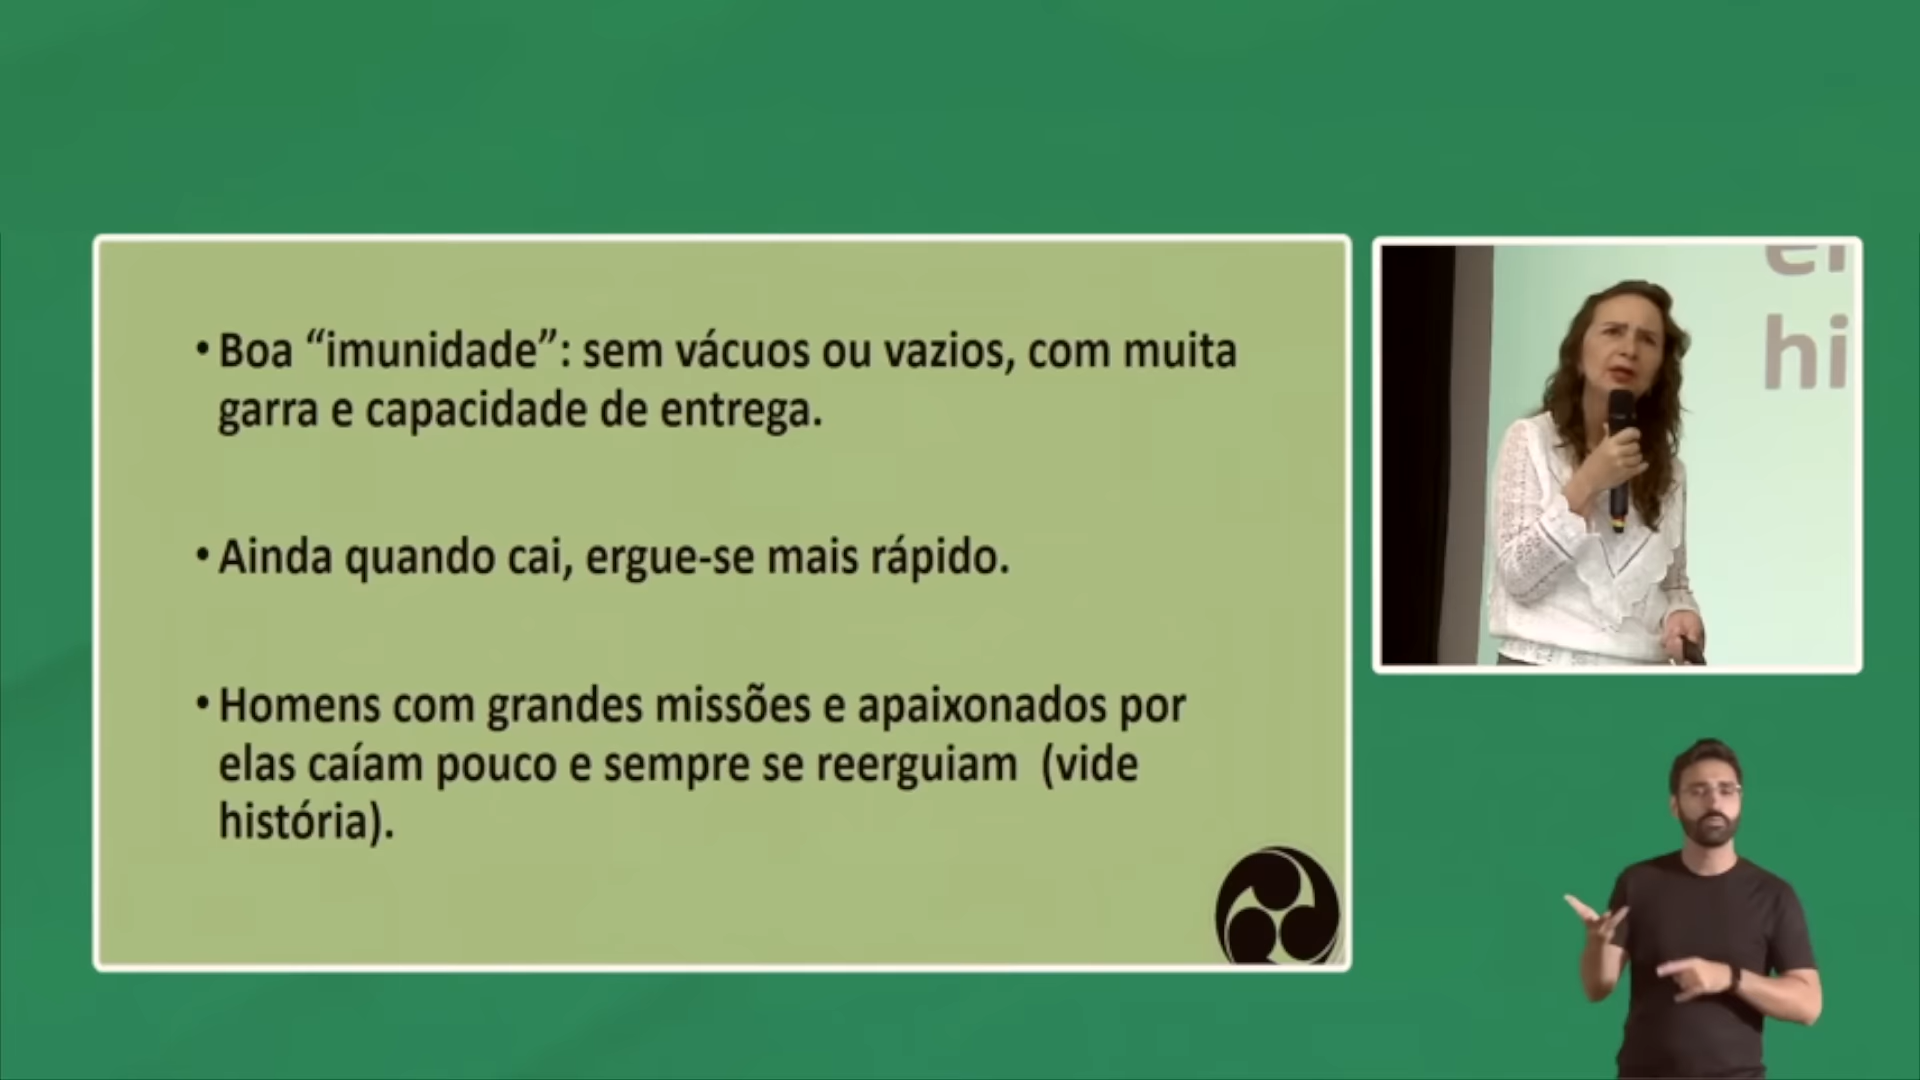 • Boa “imunidade”: sem vácuos ou vazios, com muita
garra e capacidade de entrega.
• Ainda quando cai, ergue-se mais rápido.
• Homens com grandes missões e apaixonados por
elas caíam pouco e sempre se reerguiam  (vide
história).
hi